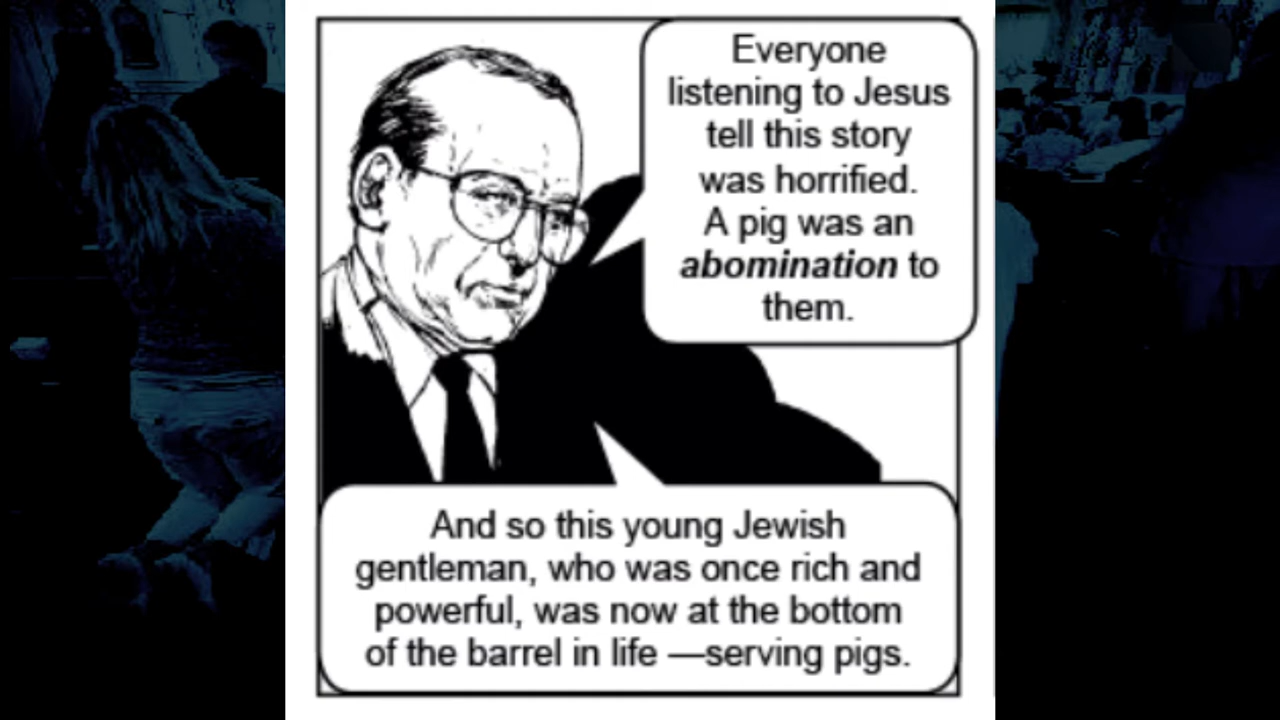 Everyone
listening to Jesus
tell this story
was horrified.
A pig was an
abomination to
them.
And so this young Jewish
gentleman, who was once rich and
powerful, was now at the bottom
of the barrel in life —serving pigs.